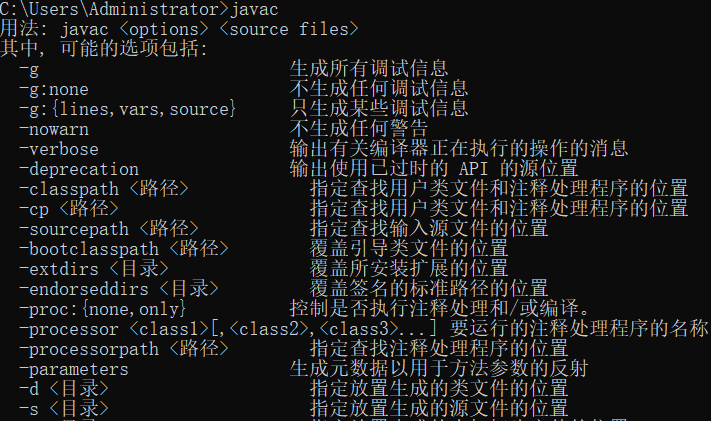 C:\Users\Administrator>javac
用法: javac <options> <source files>
其中, 可能的选项包括:
-g 生成所有调试信息
-g:none 不生成任何调试信息
-g:{lines,vars,source} 只生成某些调试信息
-nowarn 不生成任何警告
-verbose 输出有关编译器正在执行的操作的消息
-deprecation 输出使用已过时的 API 的源位置
-classpath <路径> 指定查找用户类文件和注释处理程序的位置
-cp <路径> 指定查找用户类文件和注释处理程序的位置
-sourcepath <路径> 指定查找输入源文件的位置
-bootclasspath <路径> 覆盖引导类文件的位置
-extdirs <目录> 覆盖所安装扩展的位置
-endorseddirs <目录> 覆盖签名的标准路径的位置
-proc:{none,only} 控制是否执行注释处理和/或编译。
-processor <class1>[,<class2>,<class3>...] 要运行的注释处理程序的名称
-processorpath <路径> 指定查找注释处理程序的位置
-parameters 生成元数据以用于方法参数的反射
-d <目录> 指定放置生成的类文件的位置
-s <目录> 指定放置生成的源文件的位置